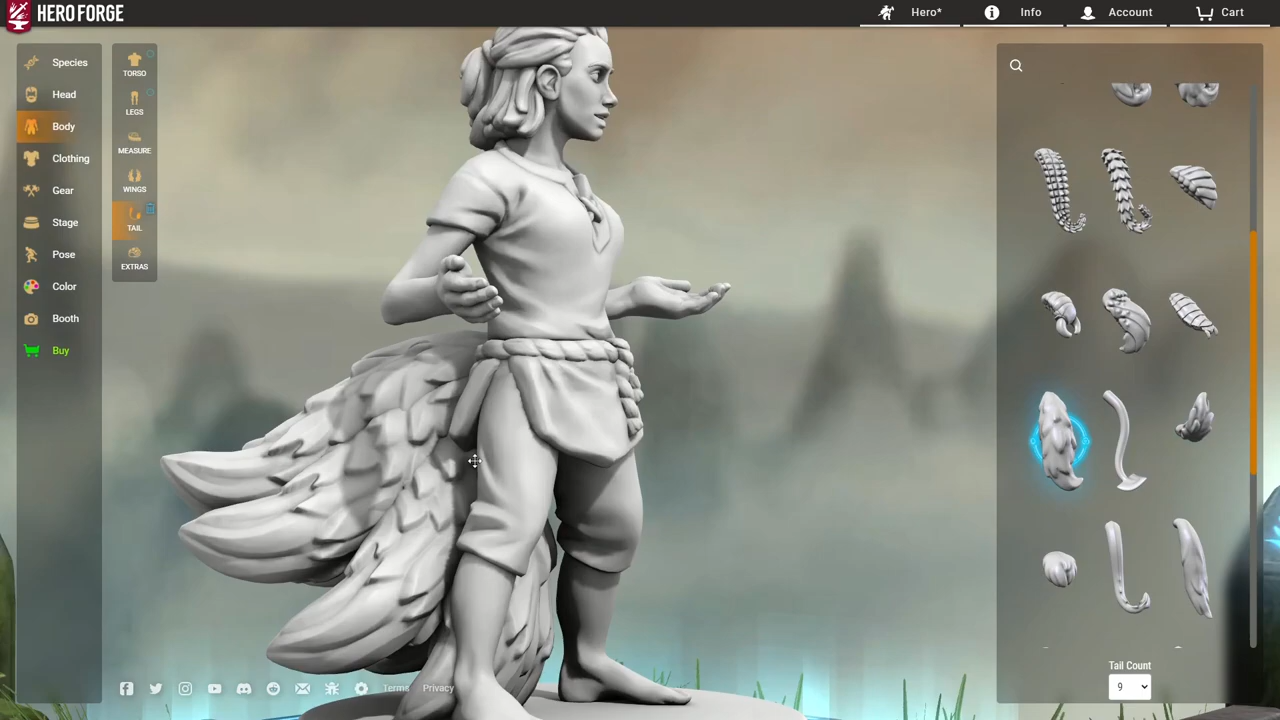 HERO FORGE
Hero*
Info
Account
Cart
Species
Head
Body
Clothing
Gear
Stage
Pose
Color
Booth
Buy
TORSO
LEGS
MEASURE
WINGS
TAIL
EXTRAS
Terms
Privacy
Tail Count
9